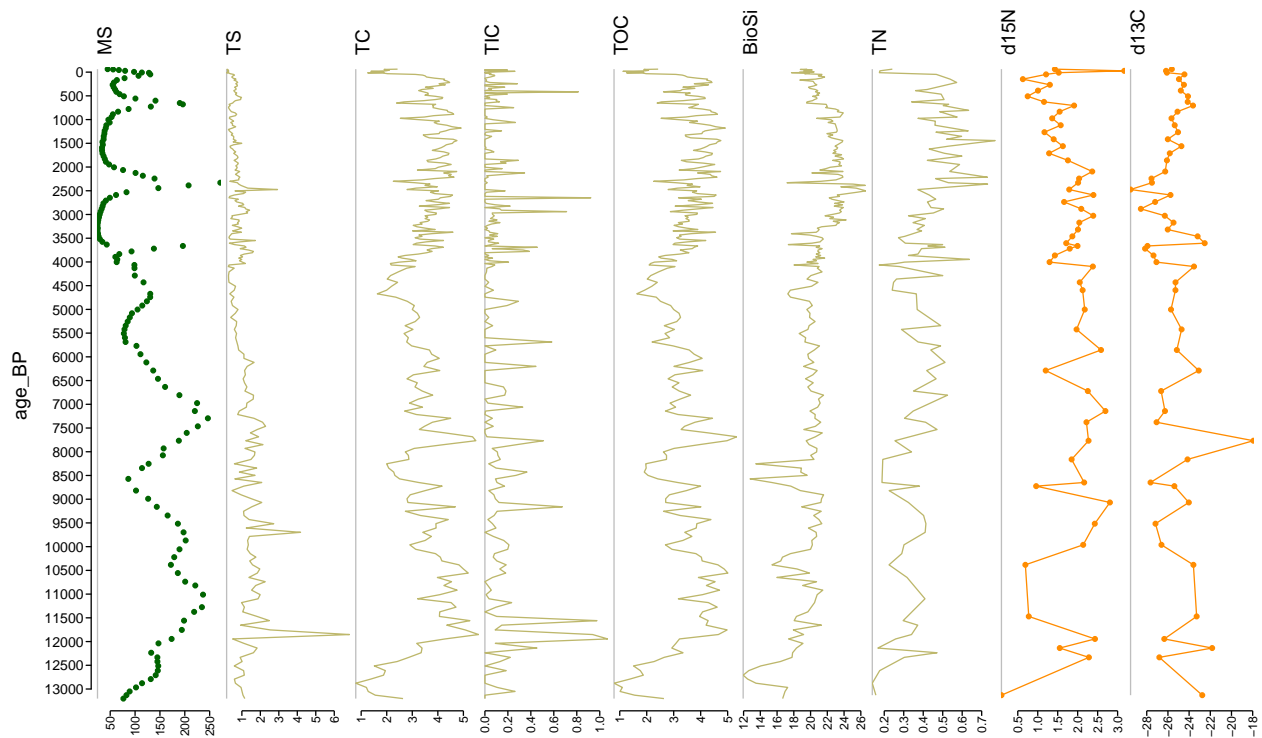 MS
TS
TC
TIC
TOC
BioSi
TN
d15N
d13C
age_BP
0
500
1000
1500
2000
2500
3000
3500
4000
4500
5000
5500
6000
6500
7000
7500
8000
8500
9000
9500
10000
10500
11000
11500
12000
12500
13000
50 100 150 200 250
1 2 3 4 5 6
1 3 5
0.0 0.2 0.4 0.6 0.8 1.0
1 3 5
12 14 16 18 20 22 24 26
0.2 0.3 0.4 0.5 0.6 0.7
0.5 1.0 1.5 2.0 2.5 3.0
−28 −26 −24 −22 −20 −18